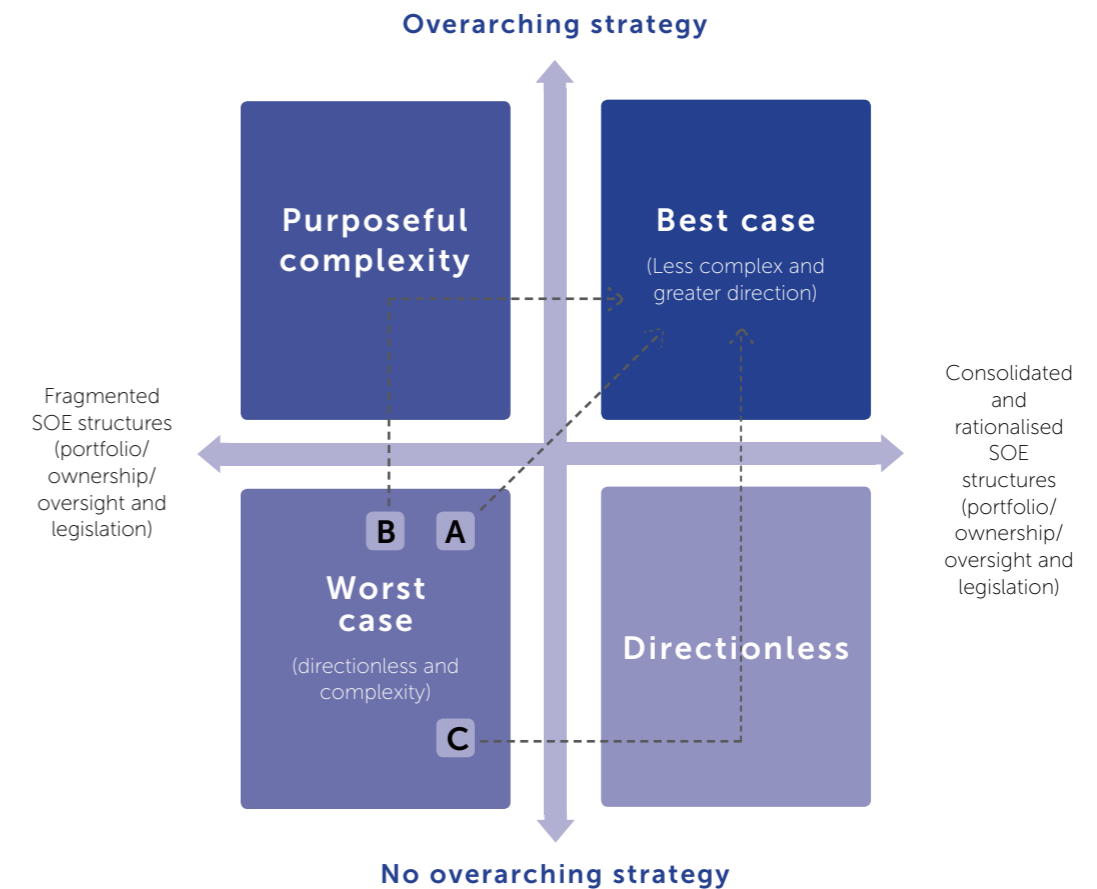 Overarching strategy
Purposeful
complexity
Best case
(Less complex and
greater direction)
Fragmented
SOE structures
(portfolio/
ownership/
oversight and
legislation)
Consolidated
and
rationalised
SOE
structures
(portfolio/
ownership/
oversight and
legislation)
B
A
Worst
case
(directionless and
complexity)
C
Directionless
No overarching strategy